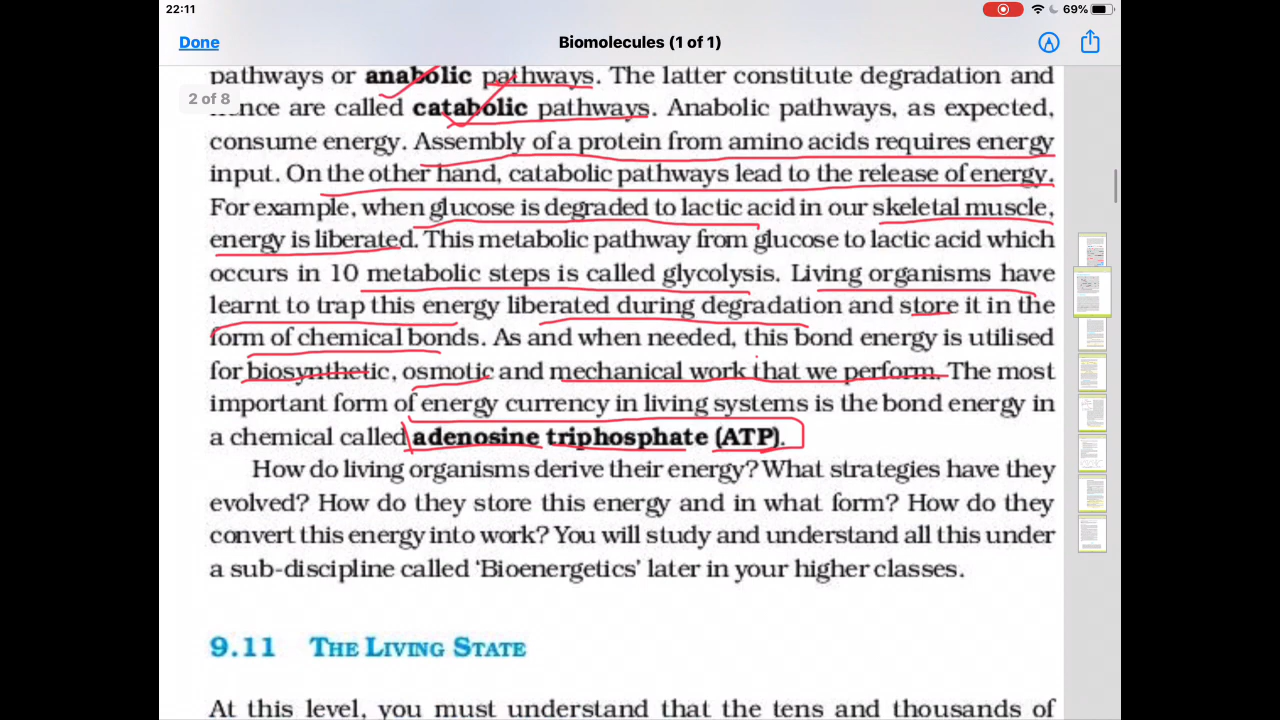 22:11
69%
Done
Biomolecules (1 of 1)
pathways or anabolic pathways. The latter constitute degradation and
2 of 8
hence are called catabolic pathways. Anabolic pathways, as expected,
consume energy. Assembly of a protein from amino acids requires energy
input. On the other hand, catabolic pathways lead to the release of energy.
For example, when glucose is degraded to lactic acid in our skeletal muscle,
energy is liberated. This metabolic pathway from glucose to lactic acid which
occurs in 10 metabolic steps is called glycolysis. Living organisms have
learnt to trap this energy liberated during degradation and store it in the
form of chemical bonds. As and when needed, this bond energy is utilised
for biosynthetic, osmotic and mechanical work that we perform. The most
important form of energy currency in living systems is the bond energy in
a chemical called adenosine triphosphate (ATP).
How do living organisms derive their energy? What strategies have they
evolved? How do they store this energy and in what form? How do they
convert this energy into work? You will study and understand all this under
a sub-discipline called ‘Bioenergetics’ later in your higher classes.
9.11 THE LIVING STATE
At this level, you must understand that the tens and thousands of